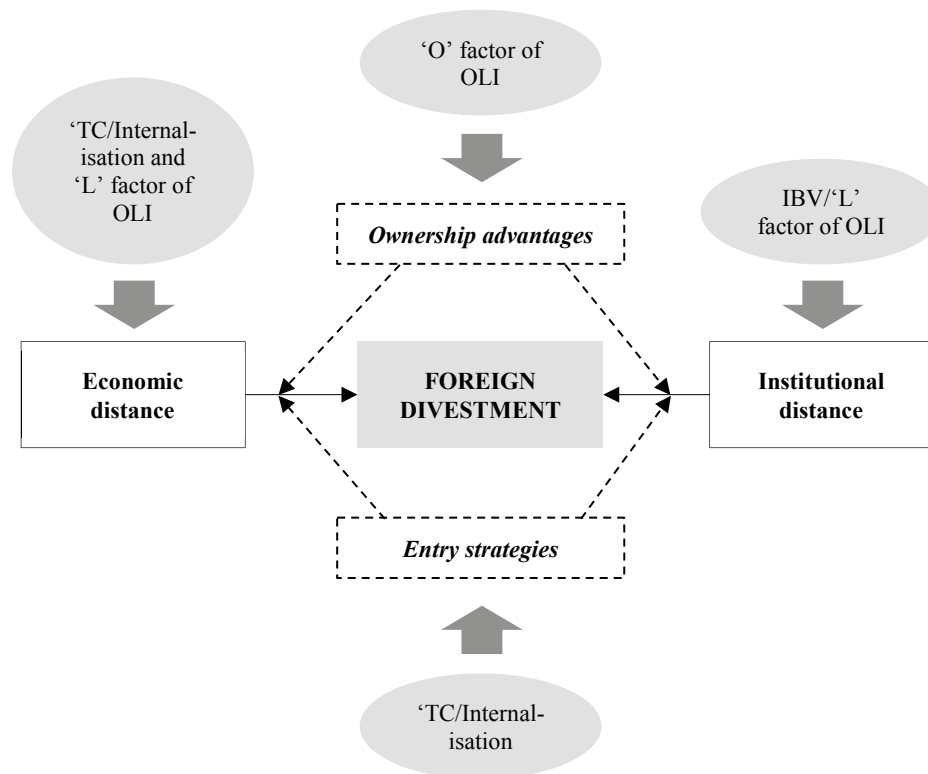 ‘O’ factor of
OLI
‘TC/Internal-
isation and
‘L’ factor of
OLI
IBV/‘L’
factor of OLI
Ownership advantages
Economic
distance
FOREIGN
DIVESTMENT
Institutional
distance
Entry strategies
‘TC/Internal-
isation